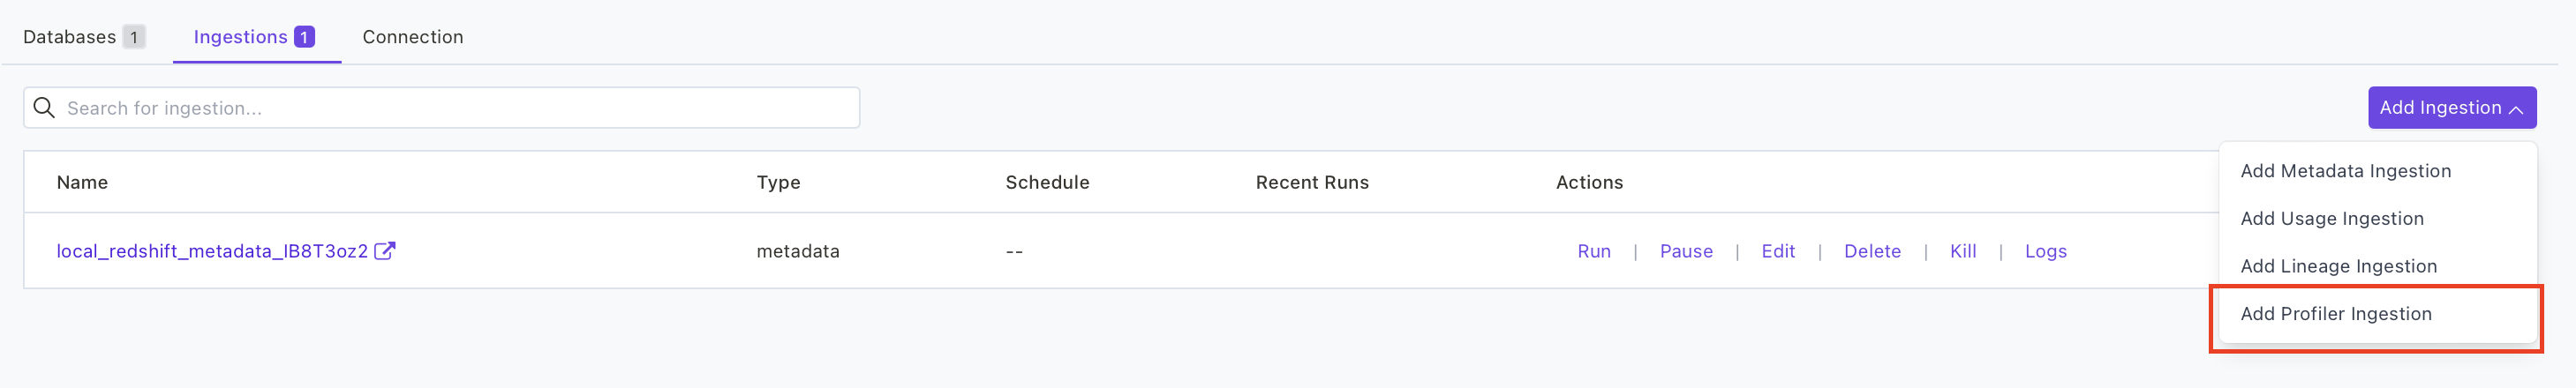 Databases 1 Ingestions 1 Connection
Search for ingestion...
Add Ingestion
Name Type Schedule Recent Runs Actions
local_redshift_metadata_lB8T3oz2 metadata -- Run | Pause | Edit | Delete | Kill | Logs
Add Metadata Ingestion
Add Usage Ingestion
Add Lineage Ingestion
Add Profiler Ingestion